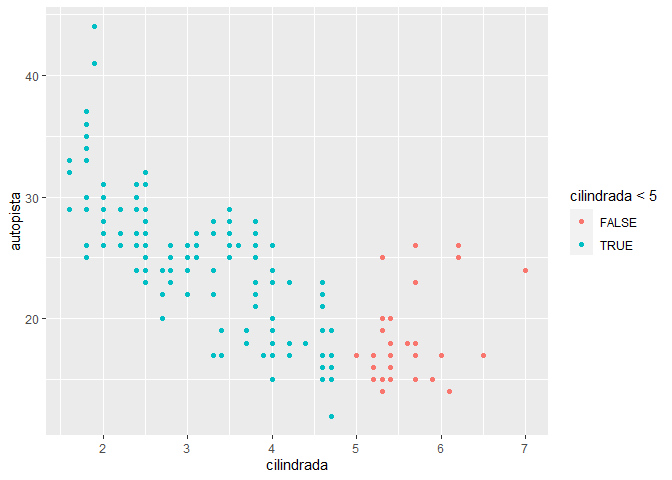 40
30
20
autopista
2 3 4 5 6 7
cilindrada
cilindrada < 5
FALSE
TRUE